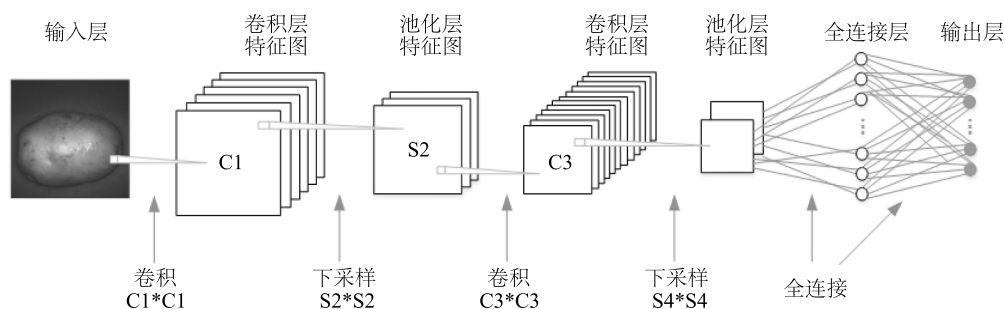 输入层
卷积层
特征图
池化层
特征图
卷积层
特征图
池化层
特征图
全连接层
输出层
C1
S2
C3
卷积
C1*C1
下采样
S2*S2
卷积
C3*C3
下采样
S4*S4
全连接